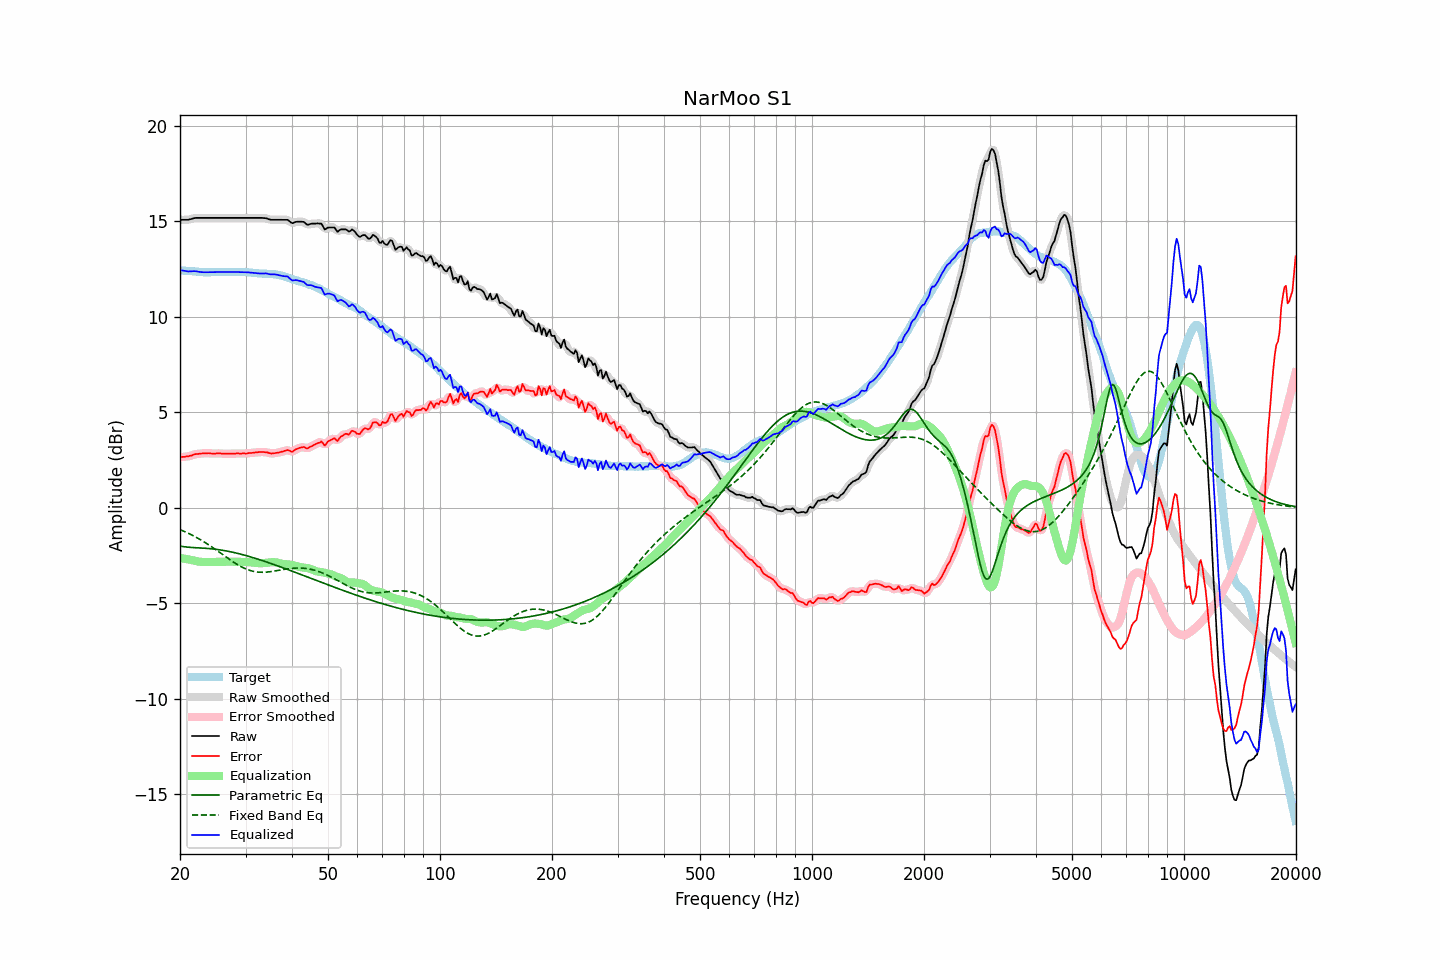 NarMoo S1
Amplitude (dBr)
20
15
10
5
0
−5
−10
−15
Target
Raw Smoothed
Error Smoothed
Raw
Error
Equalization
Parametric Eq
Fixed Band Eq
Equalized
20 50 100 200 500 1000 2000 5000 10000 20000
Frequency (Hz)